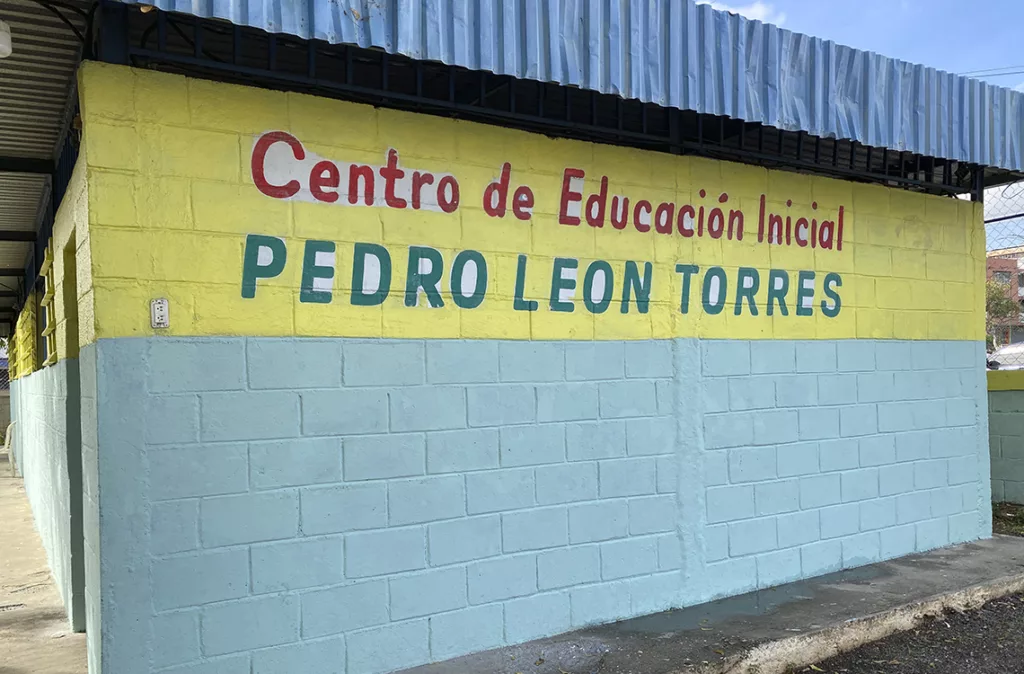 Centro de Educación Inicial
PEDRO LEON TORRES